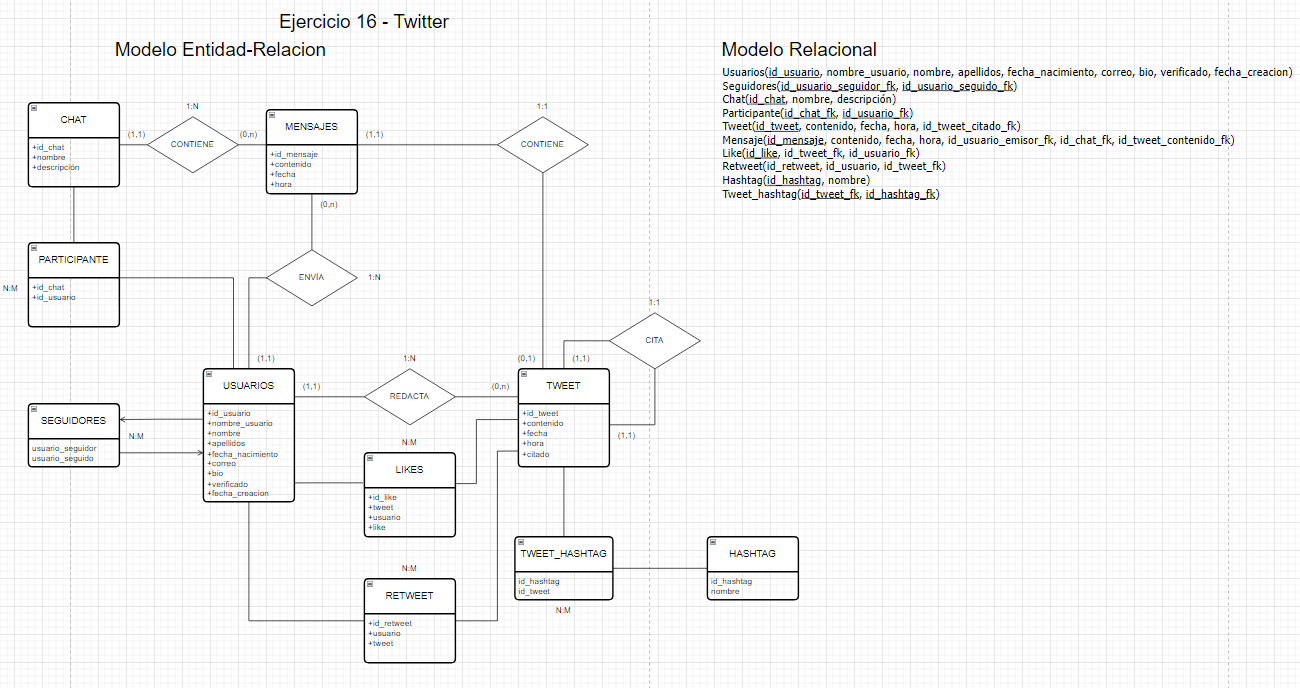 Ejercicio 16 - Twitter
Modelo Entidad-Relacion
Modelo Relacional
Usuarios(id_usuario, nombre_usuario, nombre, apellidos, fecha_nacimiento, correo, bio, verificado, fecha_creacion)
Seguidores(id_usuario_seguidor_fk, id_usuario_seguido_fk)
Chat(id_chat, nombre, descripción)
Participante(id_chat_fk, id_usuario_fk)
Tweet(id_tweet, contenido, fecha, hora, id_tweet_citado_fk)
Mensaje(id_mensaje, contenido, fecha, hora, id_usuario_emisor_fk, id_chat_fk, id_tweet_contenido_fk)
Like(id_like, id_tweet_fk, id_usuario_fk)
Retweet(id_retweet, id_usuario, id_tweet_fk)
Hashtag(id_hashtag, nombre)
Tweet_hashtag(id_tweet_fk, id_hashtag_fk)
CHAT
+id_chat
+nombre
+descripción
1:N
(1,1)
CONTIENE
(0,n)
MENSAJES
+id_mensaje
+contenido
+fecha
+hora
(1,1)
1:1
CONTIENE
(0,n)
PARTICIPANTE
+id_chat
+id_usuario
N:M
ENVÍA
1:N
1:1
CITA
(1,1)
(1,1)
1:N
REDACTA
(0,n)
(0,1)
(1,1)
(1,1)
USUARIOS
+id_usuario
+nombre_usuario
+nombre
+apellidos
+fecha_nacimiento
+correo
+bio
+verificado
+fecha_creacion
TWEET
+id_tweet
+contenido
+fecha
+hora
+citado
SEGUIDORES
usuario_seguidor
usuario_seguido
N:M
N:M
LIKES
+id_like
+tweet
+usuario
+like
N:M
RETWEET
+id_retweet
+usuario
+tweet
TWEET_HASHTAG
id_hashtag
id_tweet
N:M
HASHTAG
id_hashtag
nombre